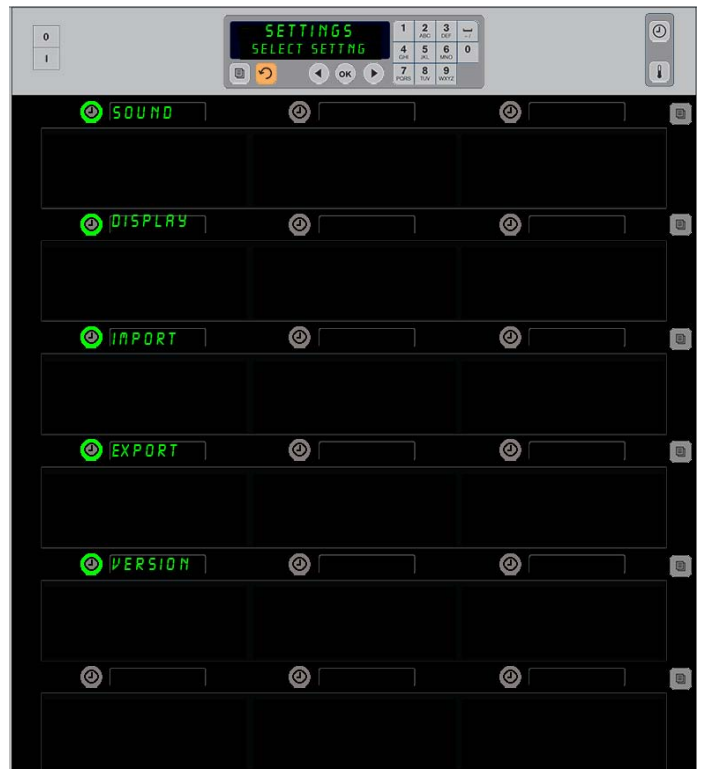 0
I
SETTINGS
SELECT SETTNG
1
2 ABC
3 DEF
4 GHI
5 JKL
6 MNO
0
7 PQRS
8 TUV
9 WXYZ
OK
SOUND
DISPLAY
IMPORT
EXPORT
VERSION